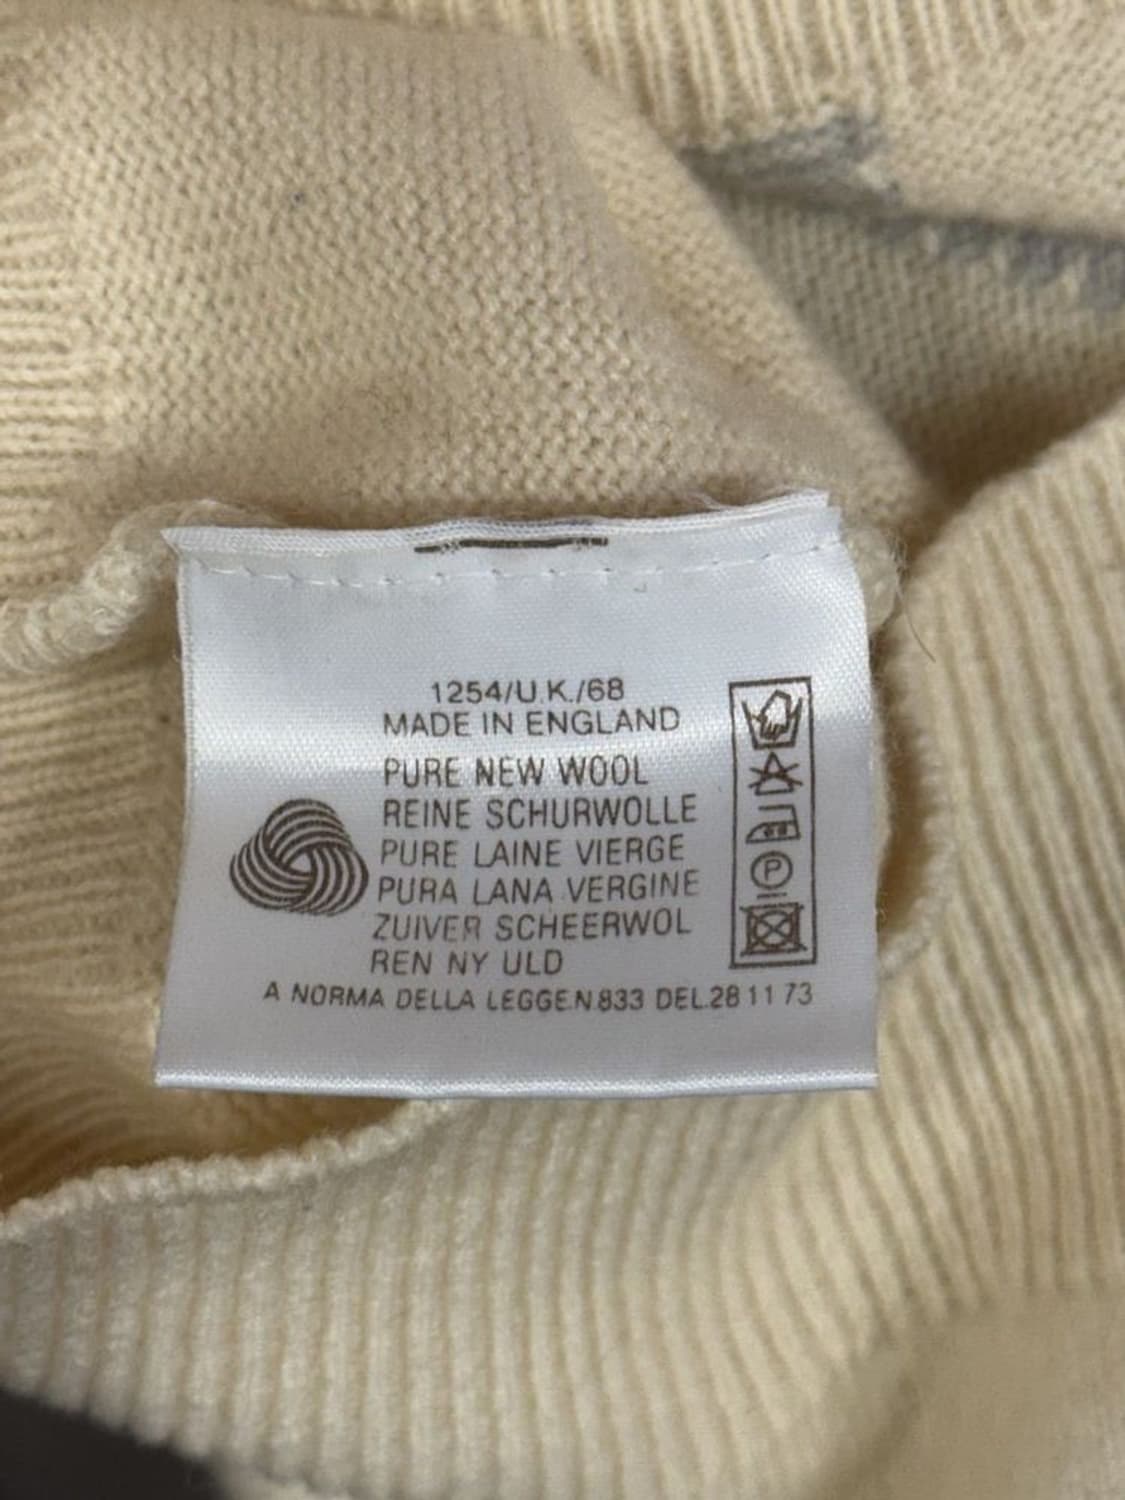 1254/U.K./68
MADE IN ENGLAND
PURE NEW WOOL
REINE SCHURWOLLE
PURE LAINE VIERGE
PURA LANA VERGINE
ZUIVER SCHEERWOL
REN NY ULD
A NORMA DELLA LEGGE.N833 DEL.28 11 73
P